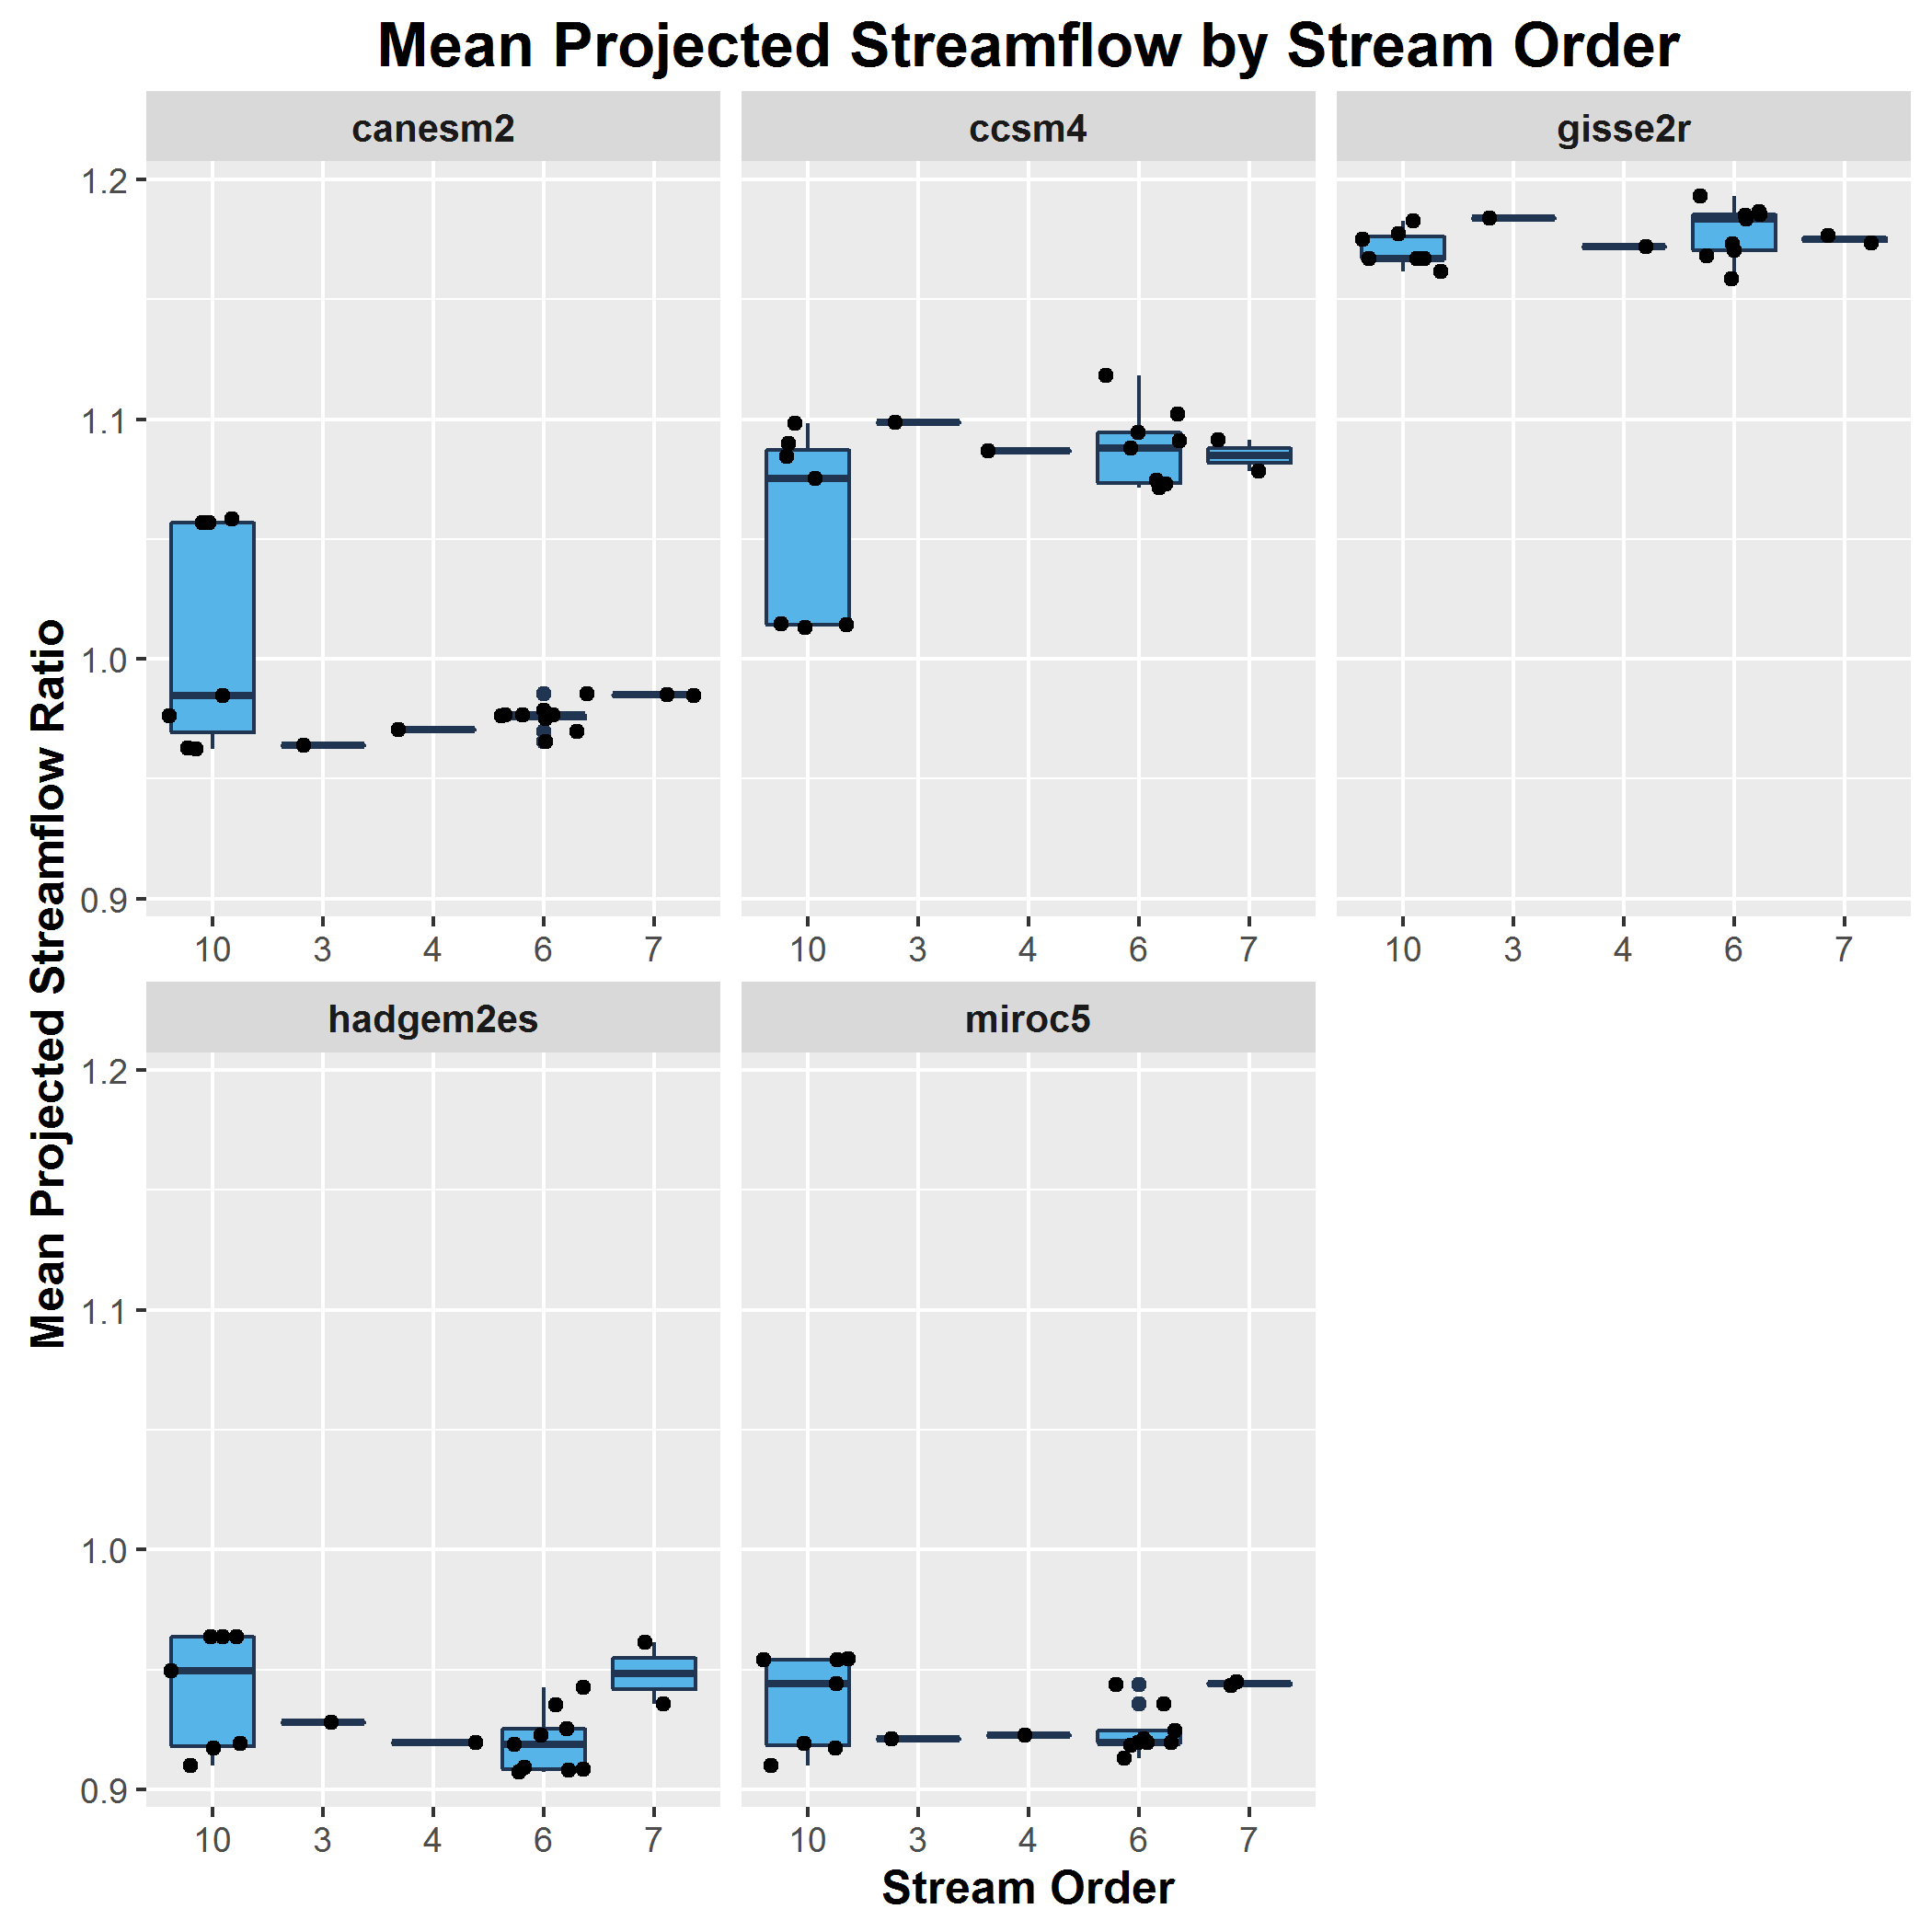 Mean Projected Streamflow by Stream Order
canesm2 ccsm4 gisse2r
1.2
1.1
1.0
0.9
10 3 4 6 7 10 3 4 6 7 10 3 4 6 7
Mean Projected Streamflow Ratio
hadgem2es miroc5
1.2
1.1
1.0
0.9
10 3 4 6 7 10 3 4 6 7
Stream Order